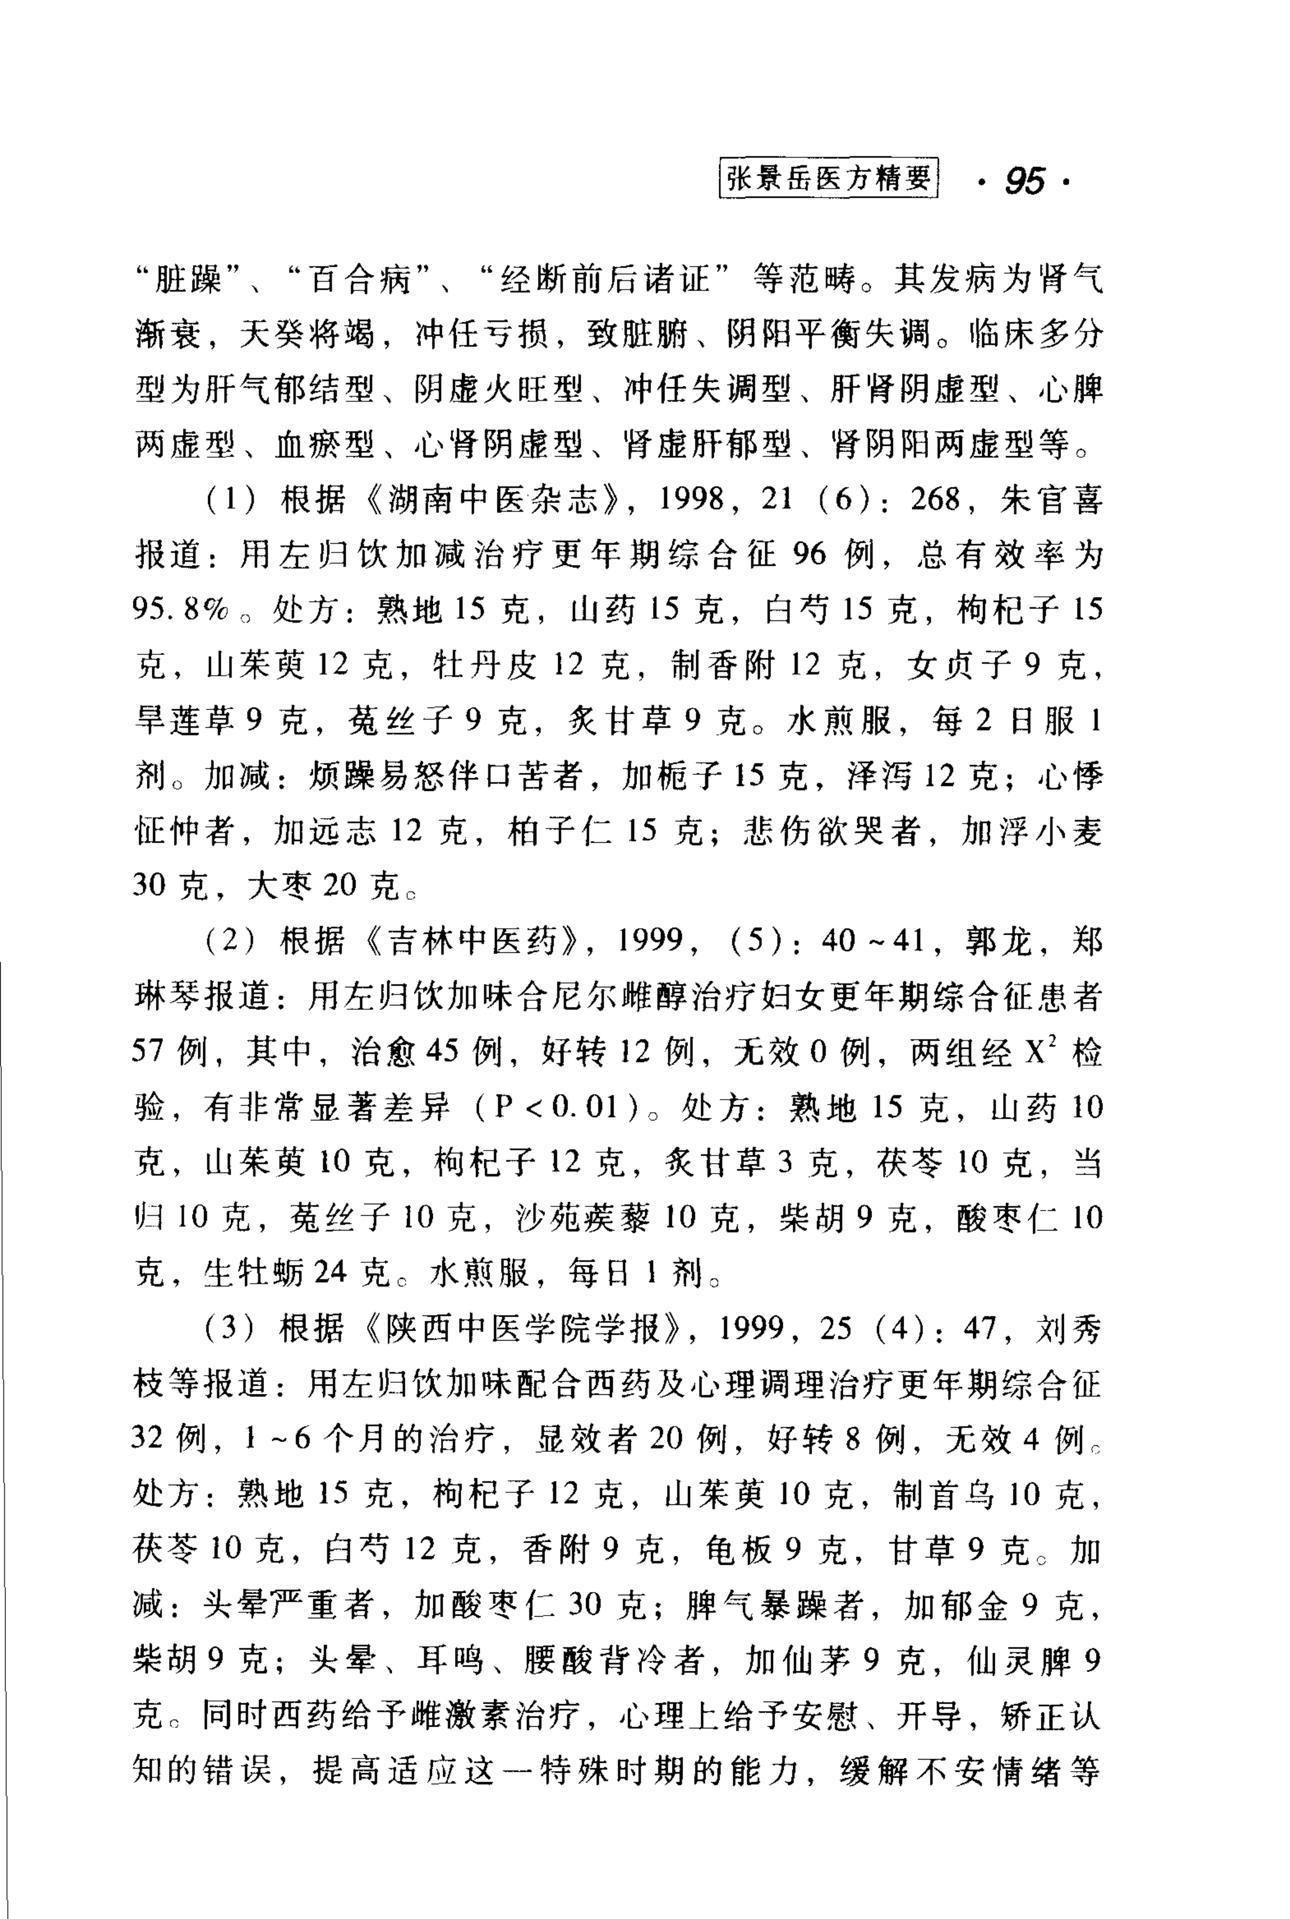 张景岳医方精要 · 95 ·
“脏躁”、“百合病”、“经断前后诸证” 等范畴。其发病为肾气
渐衰，天癸将竭，冲任亏损，致脏腑、阴阳平衡失调。临床多分
型为肝气郁结型、阴虚火旺型、冲任失调型、肝肾阴虚型、心脾
两虚型、血瘀型、心肾阴虚型、肾虚肝郁型、肾阴阳两虚型等。
（1）根据《湖南中医杂志》，1998，21（6）：268，朱官喜
报道：用左归饮加减治疗更年期综合征 96 例，总有效率为
95.8%。处方：熟地 15 克，山药 15 克，白芍 15 克，枸杞子 15
克，山茱萸 12 克，牡丹皮 12 克，制香附 12 克，女贞子 9 克，
旱莲草 9 克，菟丝子 9 克，炙甘草 9 克。水煎服，每 2 日服 1
剂。加减：烦躁易怒伴口苦者，加栀子 15 克，泽泻 12 克；心悸
怔忡者，加远志 12 克，柏子仁 15 克；悲伤欲哭者，加浮小麦
30 克，大枣 20 克。
（2）根据《吉林中医药》，1999，（5）：40～41，郭龙，郑
琳琴报道：用左归饮加味合尼尔雌醇治疗妇女更年期综合征患者
57 例，其中，治愈 45 例，好转 12 例，无效 0 例，两组经 X² 检
验，有非常显著差异（P＜0.01）。处方：熟地 15 克，山药 10
克，山茱萸 10 克，枸杞子 12 克，炙甘草 3 克，茯苓 10 克，当
归 10 克，菟丝子 10 克，沙苑蒺藜 10 克，柴胡 9 克，酸枣仁 10
克，生牡蛎 24 克。水煎服，每日 1 剂。
（3）根据《陕西中医学院学报》，1999，25（4）：47，刘秀
枝等报道：用左归饮加味配合西药及心理调理治疗更年期综合征
32 例，1～6 个月的治疗，显效者 20 例，好转 8 例，无效 4 例。
处方：熟地 15 克，枸杞子 12 克，山茱萸 10 克，制首乌 10 克，
茯苓 10 克，白芍 12 克，香附 9 克，龟板 9 克，甘草 9 克。加
减：头晕严重者，加酸枣仁 30 克；脾气暴躁者，加郁金 9 克，
柴胡 9 克；头晕、耳鸣、腰酸背冷者，加仙茅 9 克，仙灵脾 9
克。同时西药给予雌激素治疗，心理上给予安慰、开导，矫正认
知的错误，提高适应这一特殊时期的能力，缓解不安情绪等